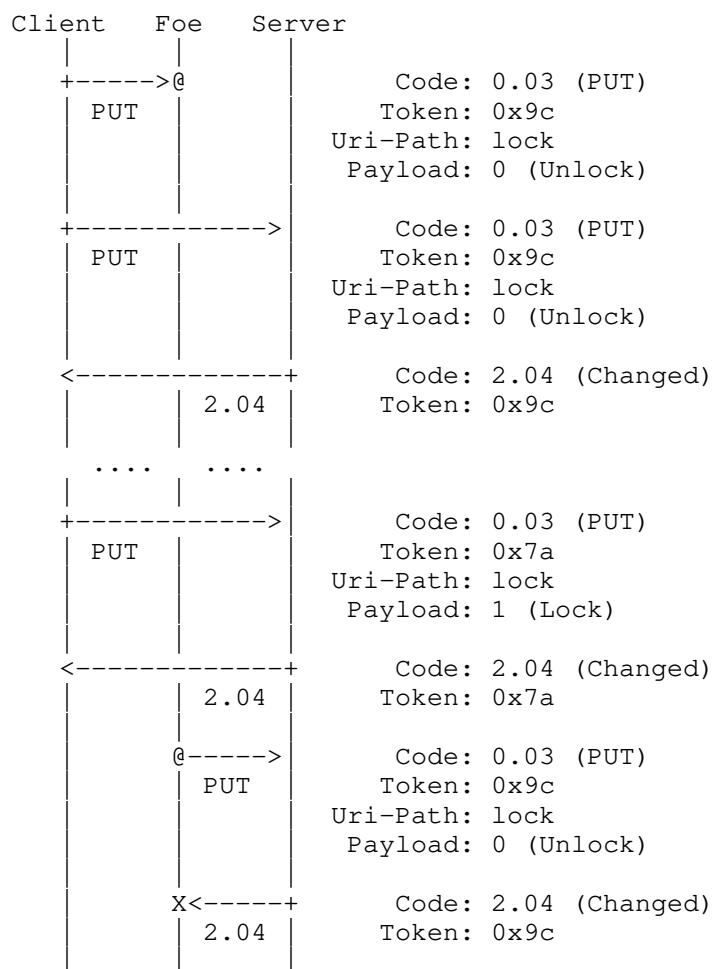 Client Foe Server
| | |
+----->@ | Code: 0.03 (PUT)
| PUT | | Token: 0x9c
| | | Uri-Path: lock
| | | Payload: 0 (Unlock)
| | |
+------------->| Code: 0.03 (PUT)
| PUT | | Token: 0x9c
| | | Uri-Path: lock
| | | Payload: 0 (Unlock)
| | |
<-------------+ Code: 2.04 (Changed)
| | 2.04 | Token: 0x9c
| | |
.... ....
| | |
+------------->| Code: 0.03 (PUT)
| PUT | | Token: 0x7a
| | | Uri-Path: lock
| | | Payload: 1 (Lock)
| | |
<-------------+ Code: 2.04 (Changed)
| | 2.04 | Token: 0x7a
| | |
| @-----> | Code: 0.03 (PUT)
| | PUT | Token: 0x9c
| | | Uri-Path: lock
| | | Payload: 0 (Unlock)
| | |
| X<-----+ Code: 2.04 (Changed)
| | 2.04 | Token: 0x9c
| | |